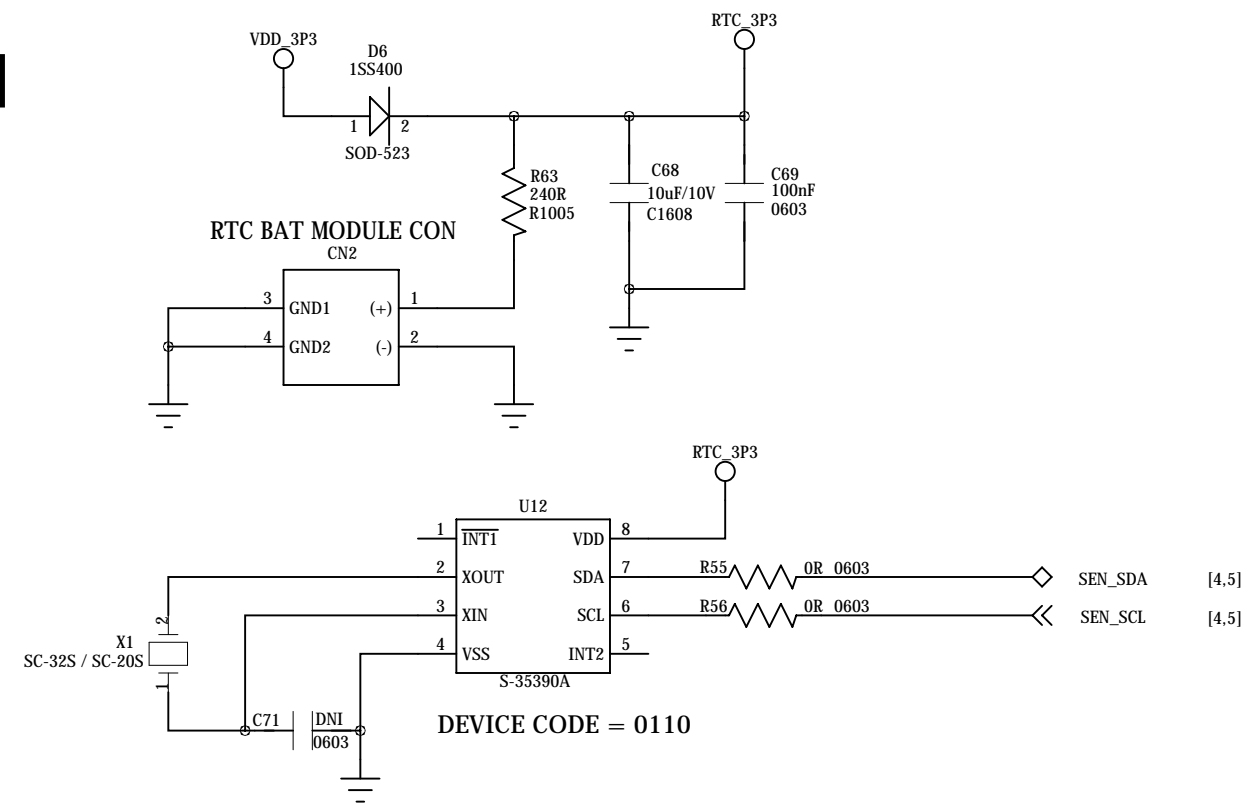 RTC_3P3
VDD_3P3
D6
1SS400
1
2
SOD-523
R63
240R
R1005
C68
10uF/10V
C1608
C69
100nF
0603
RTC BAT MODULE CON
CN2
3
GND1
(+)
1
4
GND2
(-)
2
RTC_3P3
U12
1
INT1
VDD
8
2
XOUT
SDA
7
R55
0R 0603
SEN_SDA
[4,5]
3
XIN
SCL
6
R56
0R 0603
SEN_SCL
[4,5]
4
VSS
INT2
5
S-35390A
2
X1
SC-32S / SC-20S
1
C71
DNI
0603
DEVICE CODE = 0110